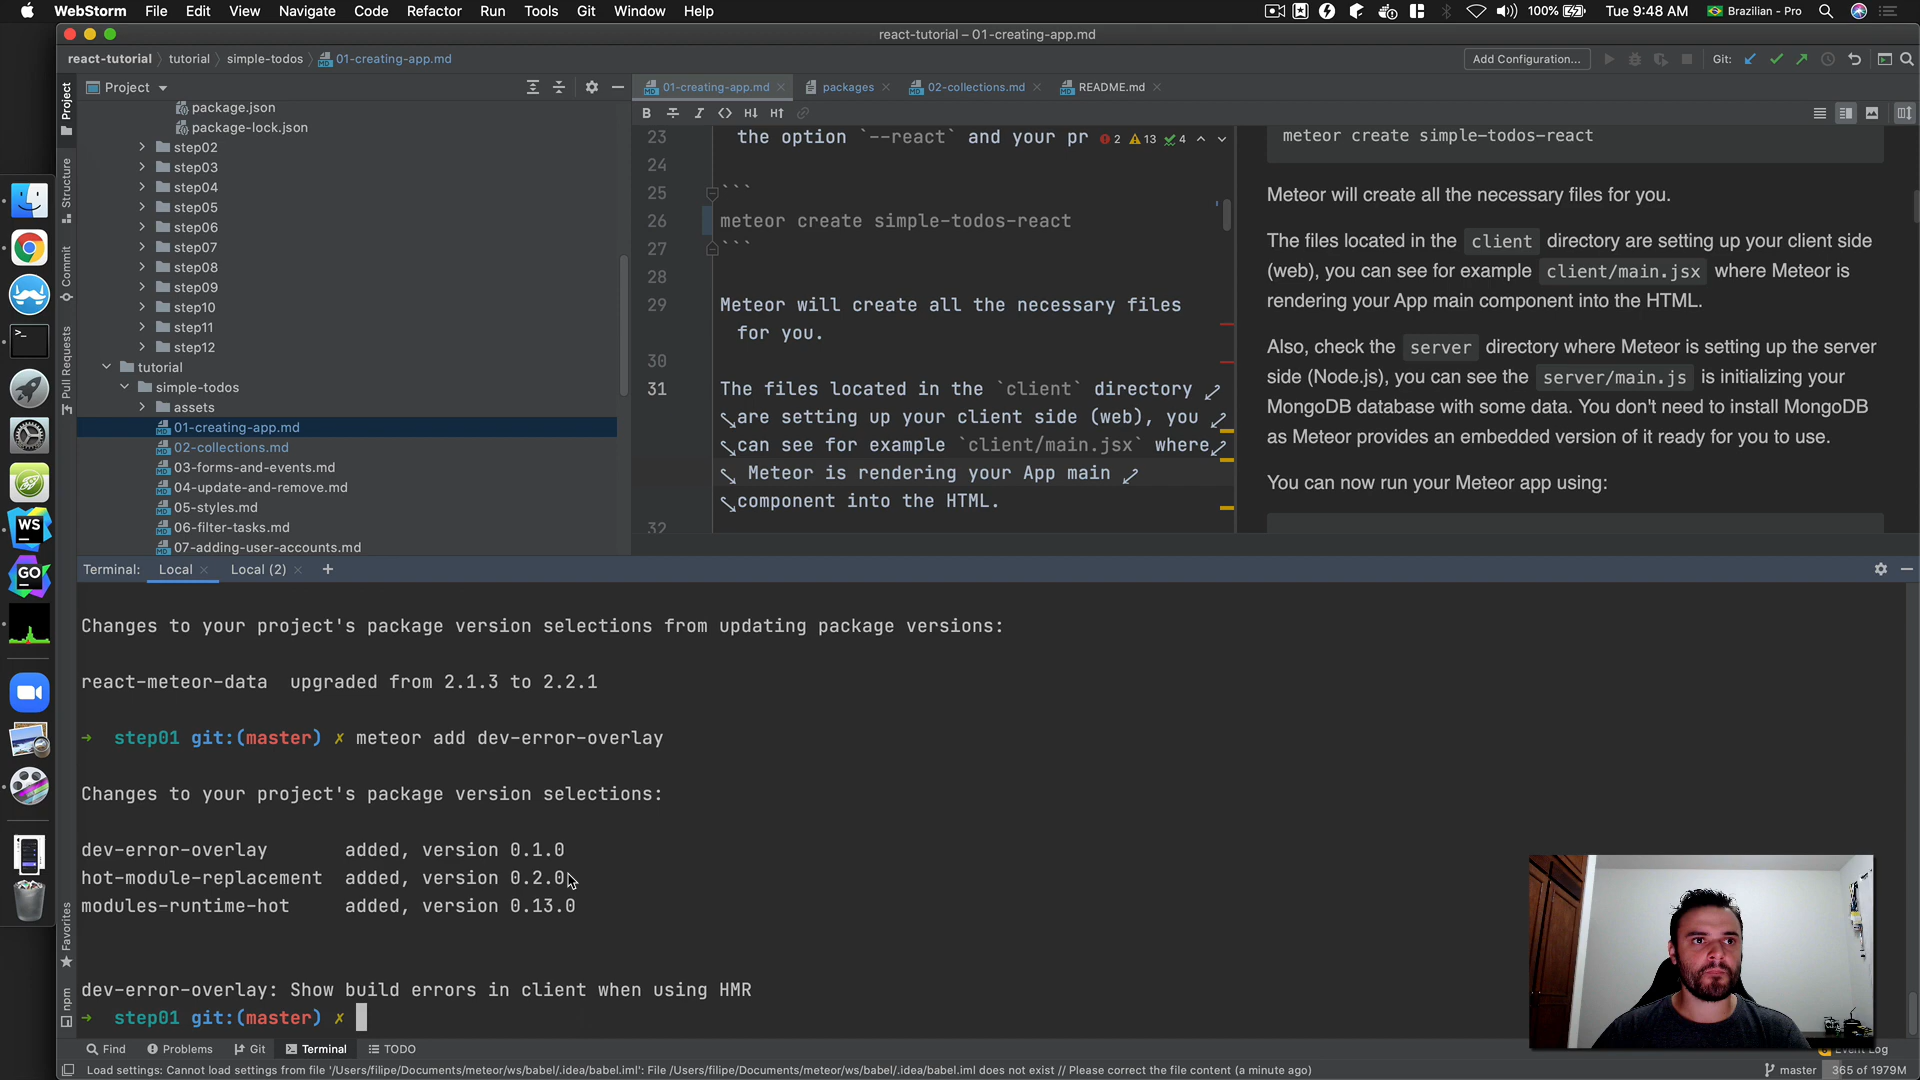 WebStorm File Edit View Navigate Code Refactor Run Tools Git Window Help
100% Tue 9:48 AM Brazilian - Pro
react-tutorial – 01-creating-app.md
react-tutorial tutorial simple-todos 01-creating-app.md
Add Configuration... Git:
Project
01-creating-app.md packages 02-collections.md README.md
package.json
package-lock.json
step02
step03
step04
step05
step06
step07
step08
step09
step10
step11
step12
tutorial
simple-todos
assets
01-creating-app.md
02-collections.md
03-forms-and-events.md
04-update-and-remove.md
05-styles.md
06-filter-tasks.md
07-adding-user-accounts.md
Project
Structure
Commit
Pull Requests
Favorites
npm
23 the option `--react` and your pr 2 13 4
24
25 ```
26 meteor create simple-todos-react
27 ```
28
29 Meteor will create all the necessary files
for you.
30
31 The files located in the `client` directory
are setting up your client side (web), you
can see for example `client/main.jsx` where
Meteor is rendering your App main
component into the HTML.
32
meteor create simple-todos-react
Meteor will create all the necessary files for you.
The files located in the client directory are setting up your client side
(web), you can see for example client/main.jsx where Meteor is
rendering your App main component into the HTML.
Also, check the server directory where Meteor is setting up the server
side (Node.js), you can see the server/main.js is initializing your
MongoDB database with some data. You don't need to install MongoDB
as Meteor provides an embedded version of it ready for you to use.
You can now run your Meteor app using:
Terminal: Local Local (2) +
Changes to your project's package version selections from updating package versions:
react-meteor-data upgraded from 2.1.3 to 2.2.1
➜ step01 git:(master) ✗ meteor add dev-error-overlay
Changes to your project's package version selections:
dev-error-overlay added, version 0.1.0
hot-module-replacement added, version 0.2.0
modules-runtime-hot added, version 0.13.0
dev-error-overlay: Show build errors in client when using HMR
➜ step01 git:(master) ✗
Find Problems Git Terminal TODO
Event Log
Load settings: Cannot load settings from file '/Users/filipe/Documents/meteor/ws/babel/.idea/babel.iml': File /Users/filipe/Documents/meteor/ws/babel/.idea/babel.iml does not exist // Please correct the file content (a minute ago)
master 365 of 1979M
WS
GO